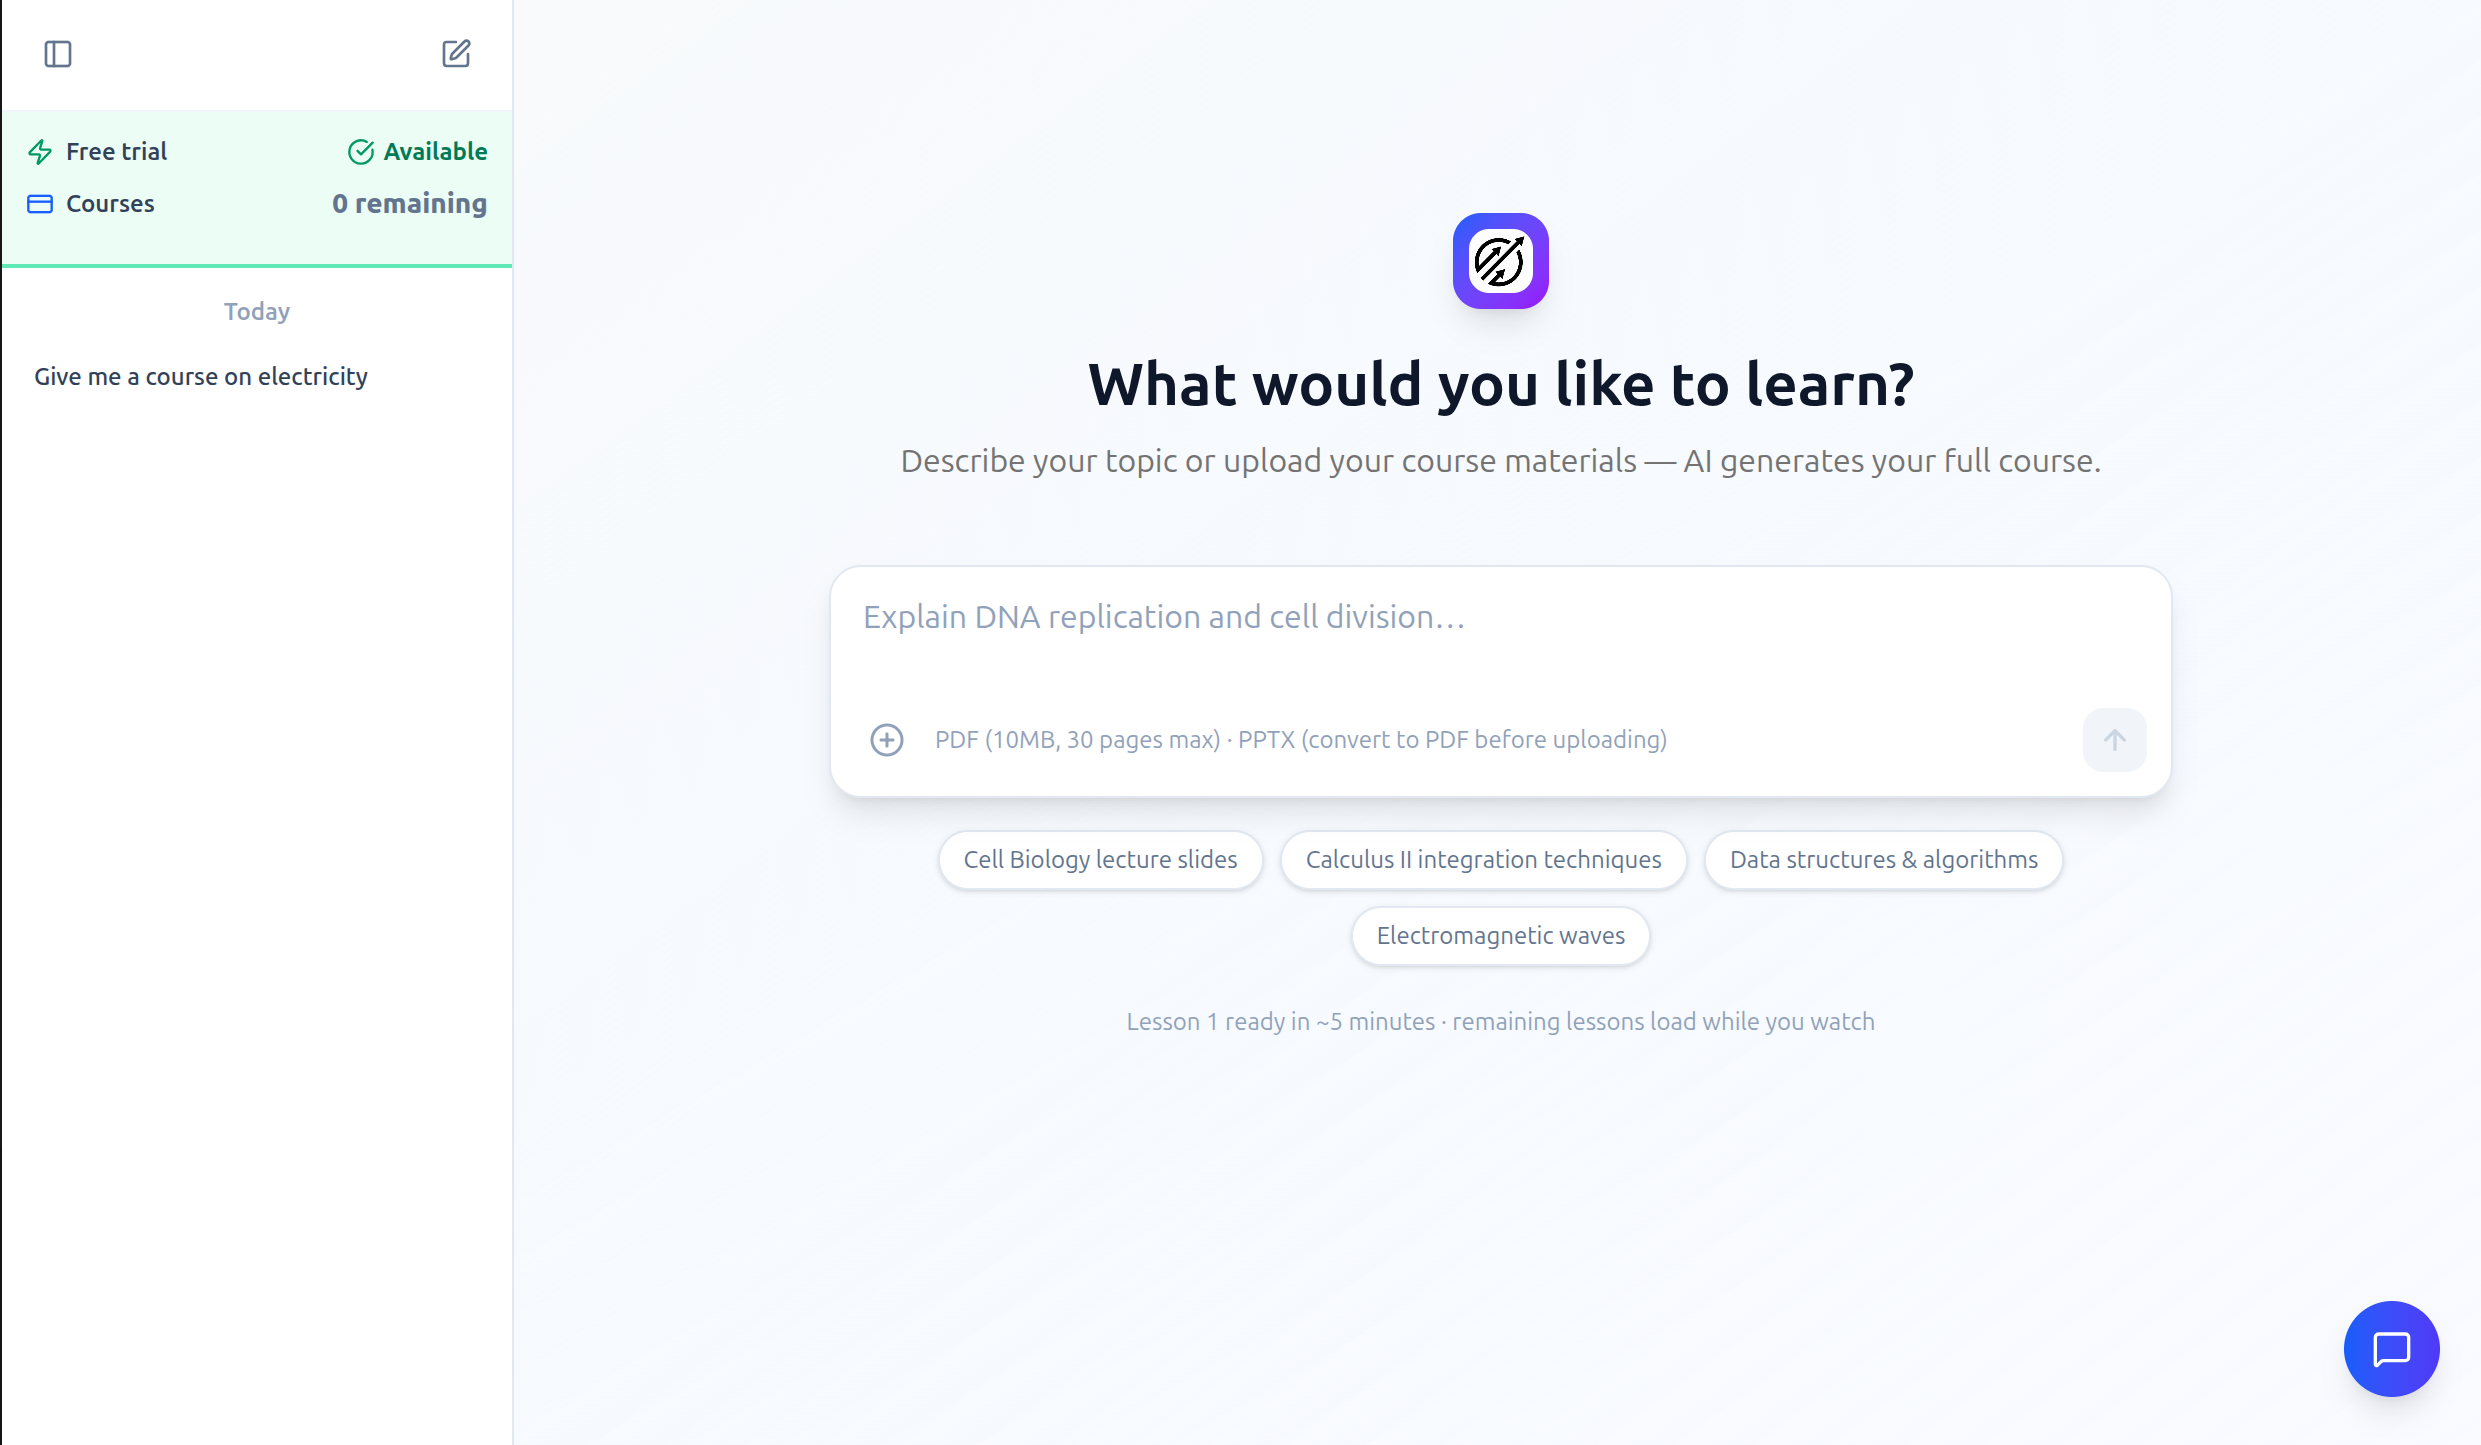 Free trial
Available
Courses
0 remaining
Today
Give me a course on electricity
What would you like to learn?
Describe your topic or upload your course materials — AI generates your full course.
Explain DNA replication and cell division...
PDF (10MB, 30 pages max) · PPTX (convert to PDF before uploading)
Cell Biology lecture slides
Calculus II integration techniques
Data structures & algorithms
Electromagnetic waves
Lesson 1 ready in ~5 minutes · remaining lessons load while you watch